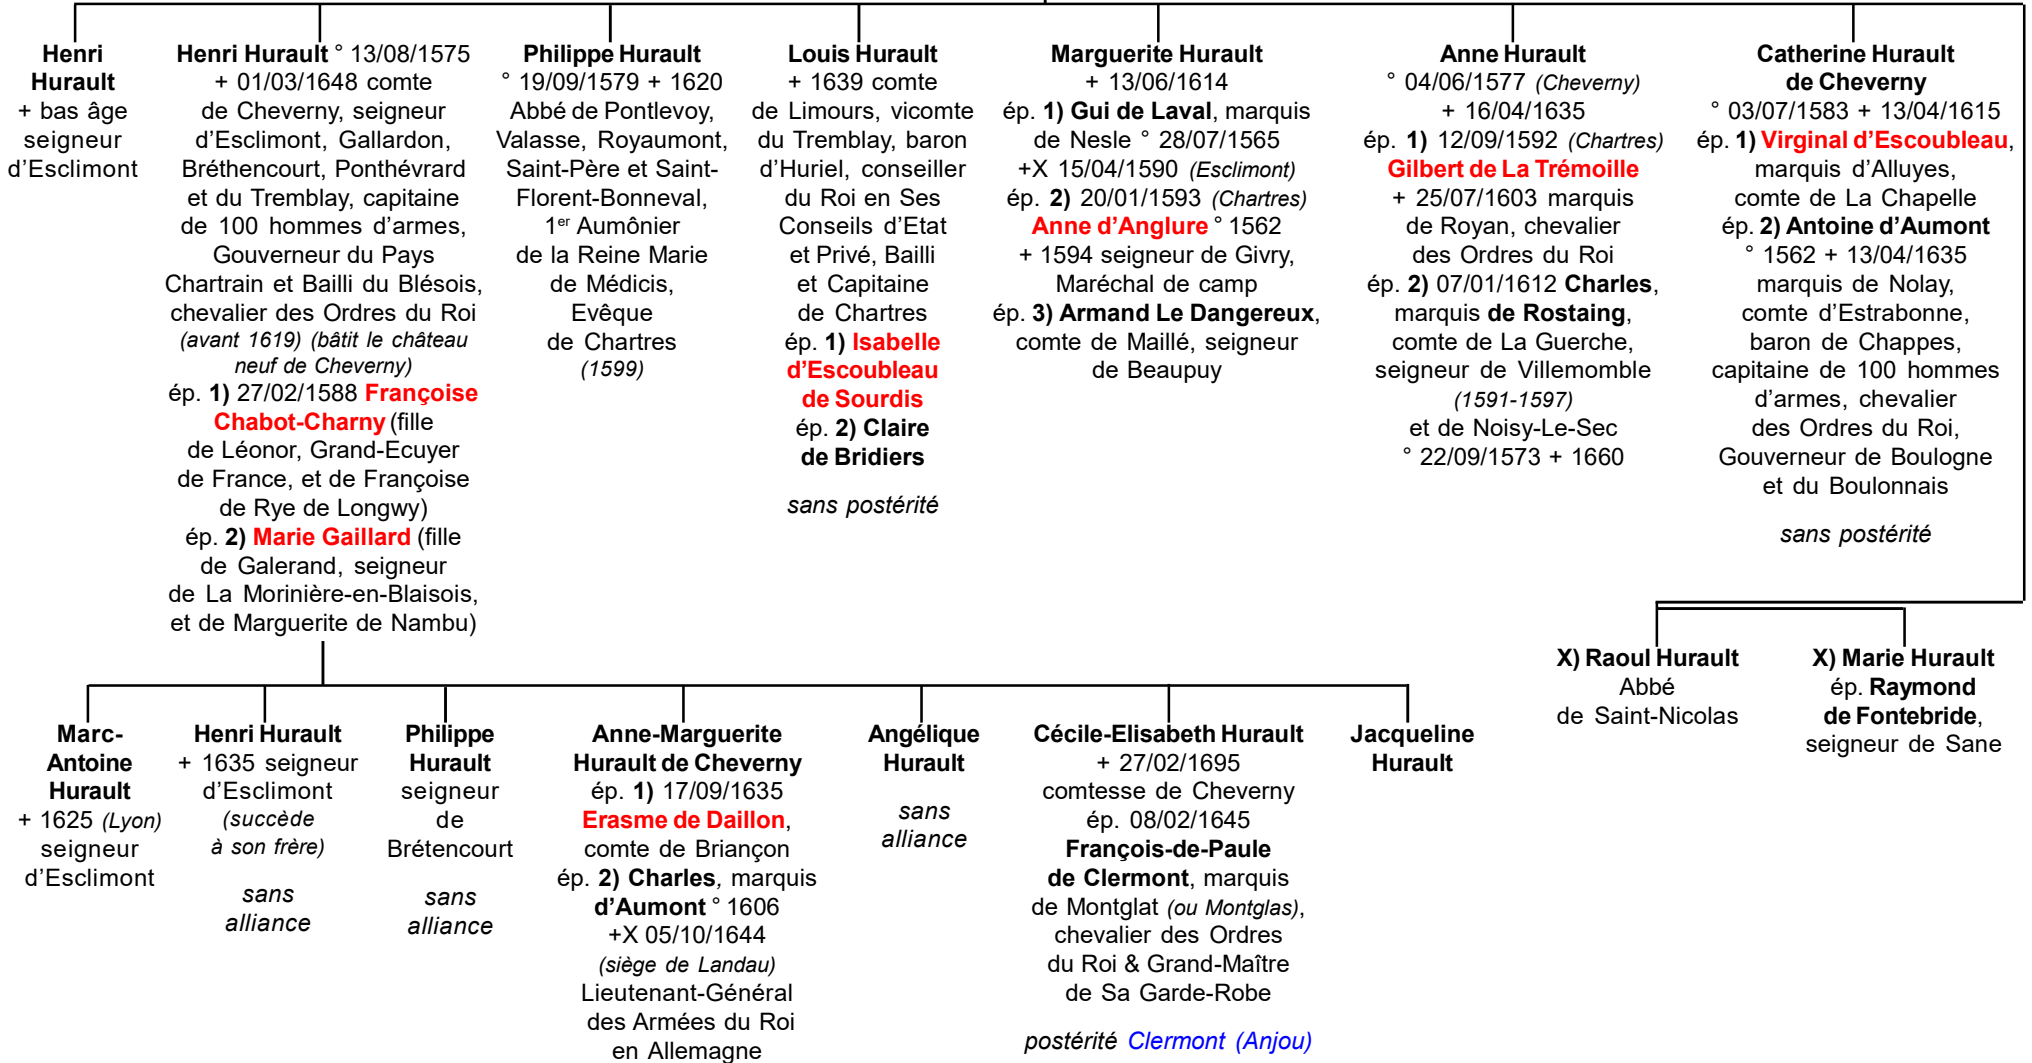 Henri
Hurault
+ bas âge
seigneur
d'Esclimont
Henri Hurault ° 13/08/1575
+ 01/03/1648 comte
de Cheverny, seigneur
d'Esclimont, Gallardon,
Bréthencourt, Ponthévrard
et du Tremblay, capitaine
de 100 hommes d'armes,
Gouverneur du Pays
Chartrain et Bailli du Blésois,
chevalier des Ordres du Roi
(avant 1619) (bâtit le château
neuf de Cheverny)
ép. 1) 27/02/1588 Françoise
Chabot-Charny (fille
de Léonor, Grand-Ecuyer
de France, et de Françoise
de Rye de Longwy)
ép. 2) Marie Gaillard (fille
de Galerand, seigneur
de La Morinière-en-Blaisois,
et de Marguerite de Nambu)
Philippe Hurault
° 19/09/1579 + 1620
Abbé de Pontlevoy,
Valasse, Royaumont,
Saint-Père et Saint-
Florent-Bonneval,
1er Aumônier
de la Reine Marie
de Médicis,
Evêque
de Chartres
(1599)
Louis Hurault
+ 1639 comte
de Limours, vicomte
du Tremblay, baron
d'Huriel, conseiller
du Roi en Ses
Conseils d'Etat
et Privé, Bailli
et Capitaine
de Chartres
ép. 1) Isabelle
d'Escoubleau
de Sourdis
ép. 2) Claire
de Bridiers
sans postérité
Marguerite Hurault
+ 13/06/1614
ép. 1) Gui de Laval, marquis
de Nesle ° 28/07/1565
+X 15/04/1590 (Esclimont)
ép. 2) 20/01/1593 (Chartres)
Anne d'Anglure ° 1562
+ 1594 seigneur de Givry,
Maréchal de camp
ép. 3) Armand Le Dangereux,
comte de Maillé, seigneur
de Beaupuy
Anne Hurault
° 04/06/1577 (Cheverny)
+ 16/04/1635
ép. 1) 12/09/1592 (Chartres)
Gilbert de La Trémoille
+ 25/07/1603 marquis
de Royan, chevalier
des Ordres du Roi
ép. 2) 07/01/1612 Charles,
marquis de Rostaing,
comte de La Guerche,
seigneur de Villemomble
(1591-1597)
et de Noisy-Le-Sec
° 22/09/1573 + 1660
Catherine Hurault
de Cheverny
° 03/07/1583 + 13/04/1615
ép. 1) Virginal d'Escoubleau,
marquis d'Alluyes,
comte de La Chapelle
ép. 2) Antoine d'Aumont
° 1562 + 13/04/1635
marquis de Nolay,
comte d'Estrabonne,
baron de Chappes,
capitaine de 100 hommes
d'armes, chevalier
des Ordres du Roi,
Gouverneur de Boulogne
et du Boulonnais
sans postérité
X) Raoul Hurault
Abbé
de Saint-Nicolas
X) Marie Hurault
ép. Raymond
de Fontebride,
seigneur de Sane
Marc-
Antoine
Hurault
+ 1625 (Lyon)
seigneur
d'Esclimont
Henri Hurault
+ 1635 seigneur
d'Esclimont
(succède
à son frère)
sans
alliance
Philippe
Hurault
seigneur
de
Brétencourt
sans
alliance
Anne-Marguerite
Hurault de Cheverny
ép. 1) 17/09/1635
Erasme de Daillon,
comte de Briançon
ép. 2) Charles, marquis
d'Aumont ° 1606
+X 05/10/1644
(siège de Landau)
Lieutenant-Général
des Armées du Roi
en Allemagne
Angélique
Hurault
sans
alliance
Cécile-Elisabeth Hurault
+ 27/02/1695
comtesse de Cheverny
ép. 08/02/1645
François-de-Paule
de Clermont, marquis
de Montglat (ou Montglas),
chevalier des Ordres
du Roi & Grand-Maître
de Sa Garde-Robe
postérité Clermont (Anjou)
Jacqueline
Hurault